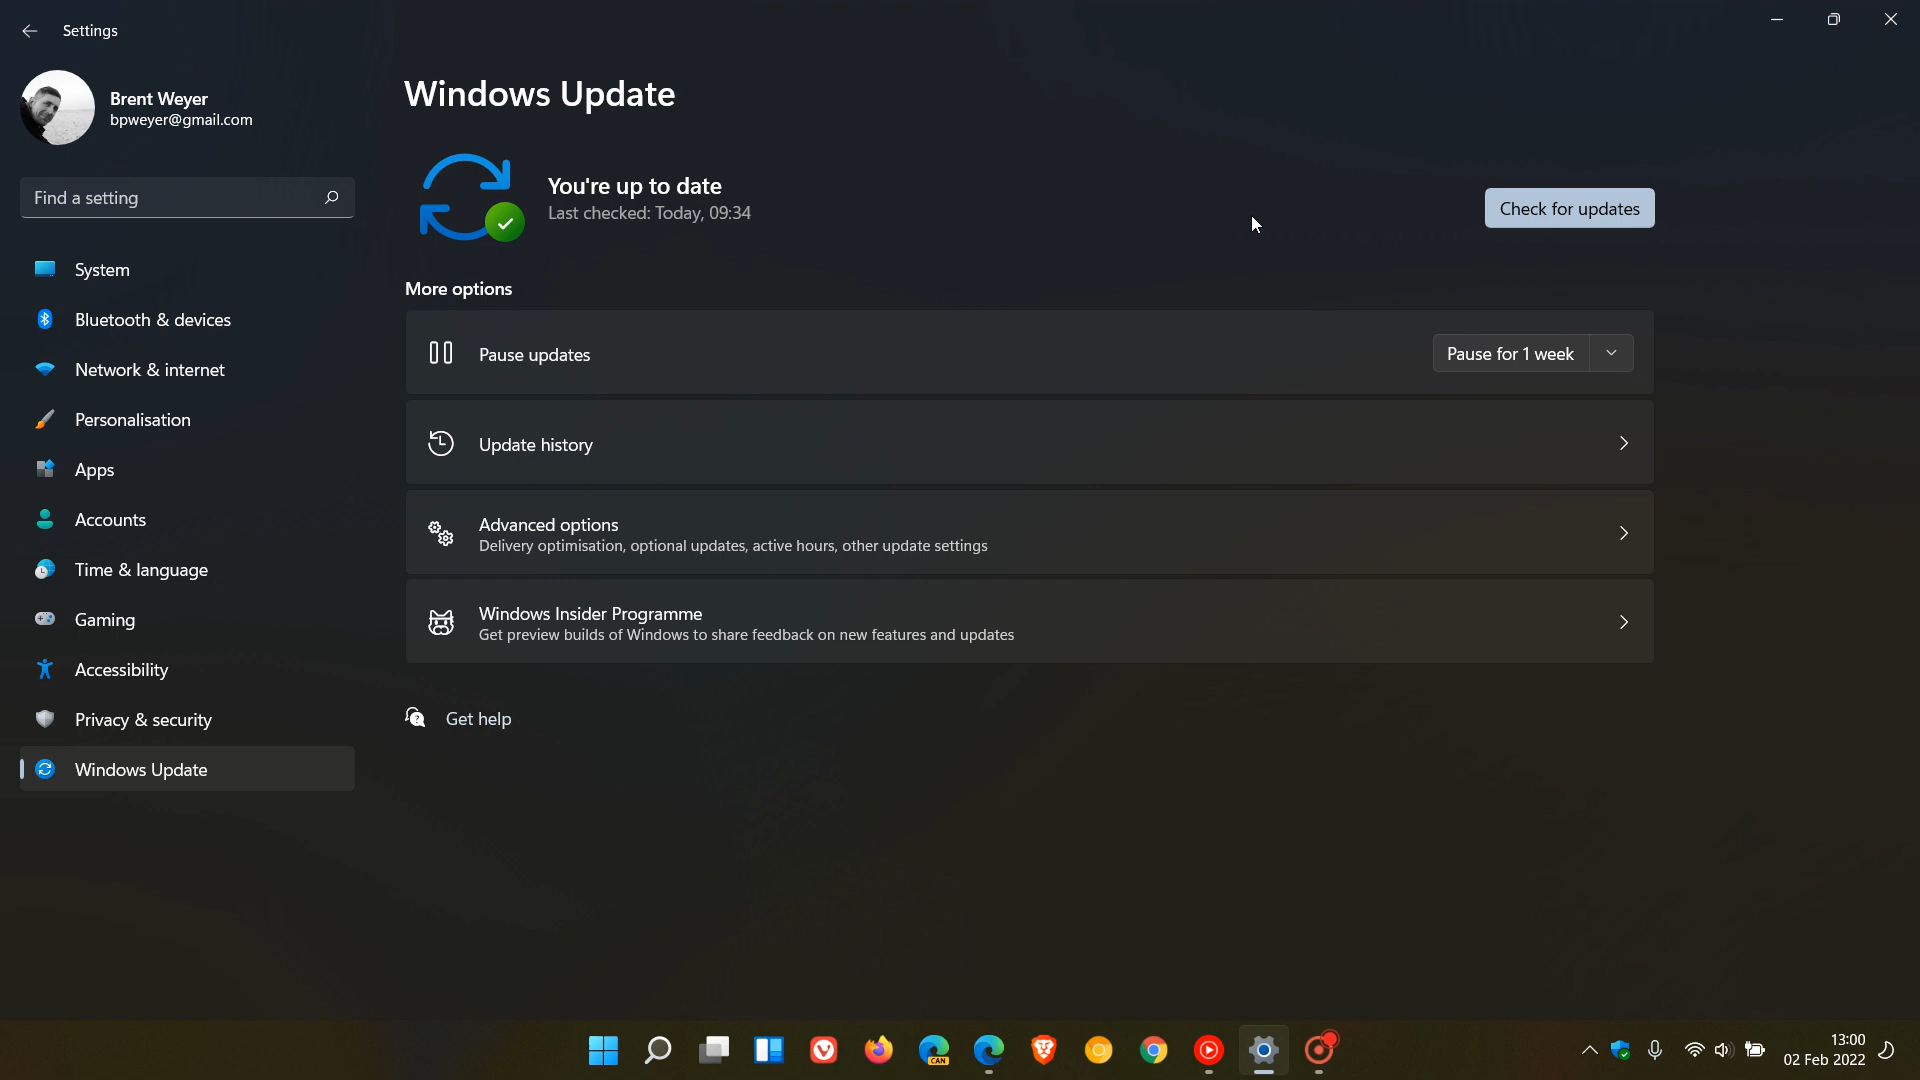 Settings
Brent Weyer
bpweyer@gmail.com
Find a setting
System
Bluetooth & devices
Network & internet
Personalisation
Apps
Accounts
Time & language
Gaming
Accessibility
Privacy & security
Windows Update
Windows Update
You're up to date
Last checked: Today, 09:34
Check for updates
More options
Pause updates
Pause for 1 week
Update history
Advanced options
Delivery optimisation, optional updates, active hours, other update settings
Windows Insider Programme
Get preview builds of Windows to share feedback on new features and updates
Get help
CAN
13:00
02 Feb 2022